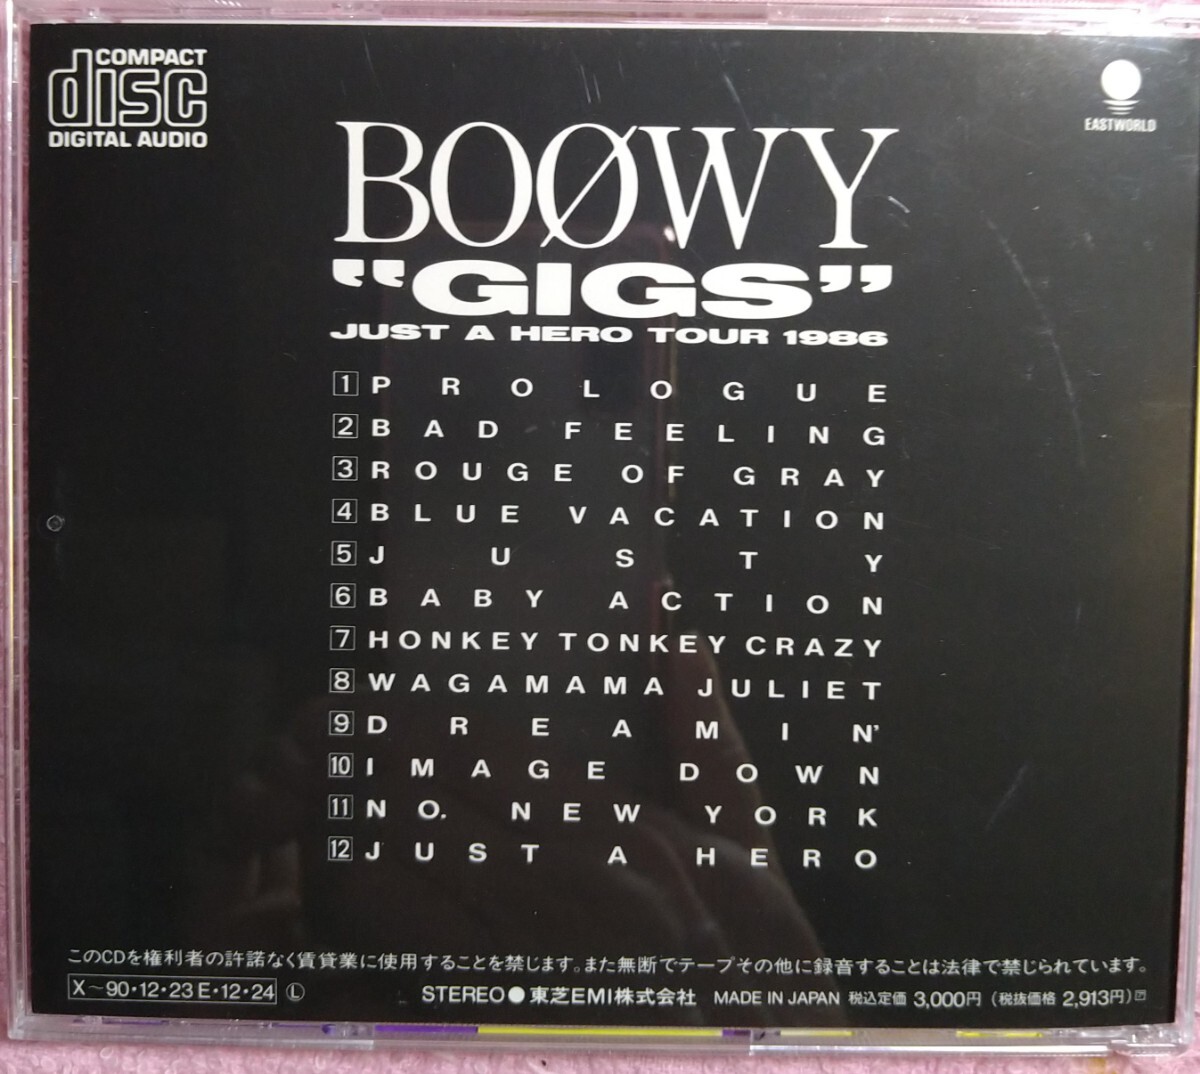 COMPACT
disc
DIGITAL AUDIO
EASTWORLD
BOØWY
"GIGS"
JUST A HERO TOUR 1986
1 PROLOGUE
2 BAD FEELING
3 ROUGE OF GRAY
4 BLUE VACATION
5 JUSTY
6 BABY ACTION
7 HONKEY TONKEY CRAZY
8 WAGAMAMA JULIET
9 DREAMIN'
10 IMAGE DOWN
11 NO. NEW YORK
12 JUST A HERO
このCDを権利者の許諾なく賃貸業に使用することを禁じます。また無断でテープその他に録音することは法律で禁じられています。
X〜90・12・23 E・12・24 Ⓛ STEREO● 東芝EMI株式会社 MADE IN JAPAN 税込定価 3,000円 (税抜価格 2,913円)